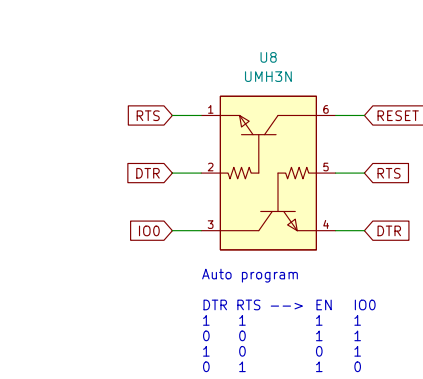 U8
UMH3N
RTS 1 6 RESET
DTR 2 5 RTS
IO0 3 4 DTR
Auto program
DTR RTS --> EN IO0
1 1 1 1
0 0 1 1
1 0 0 1
0 1 1 0